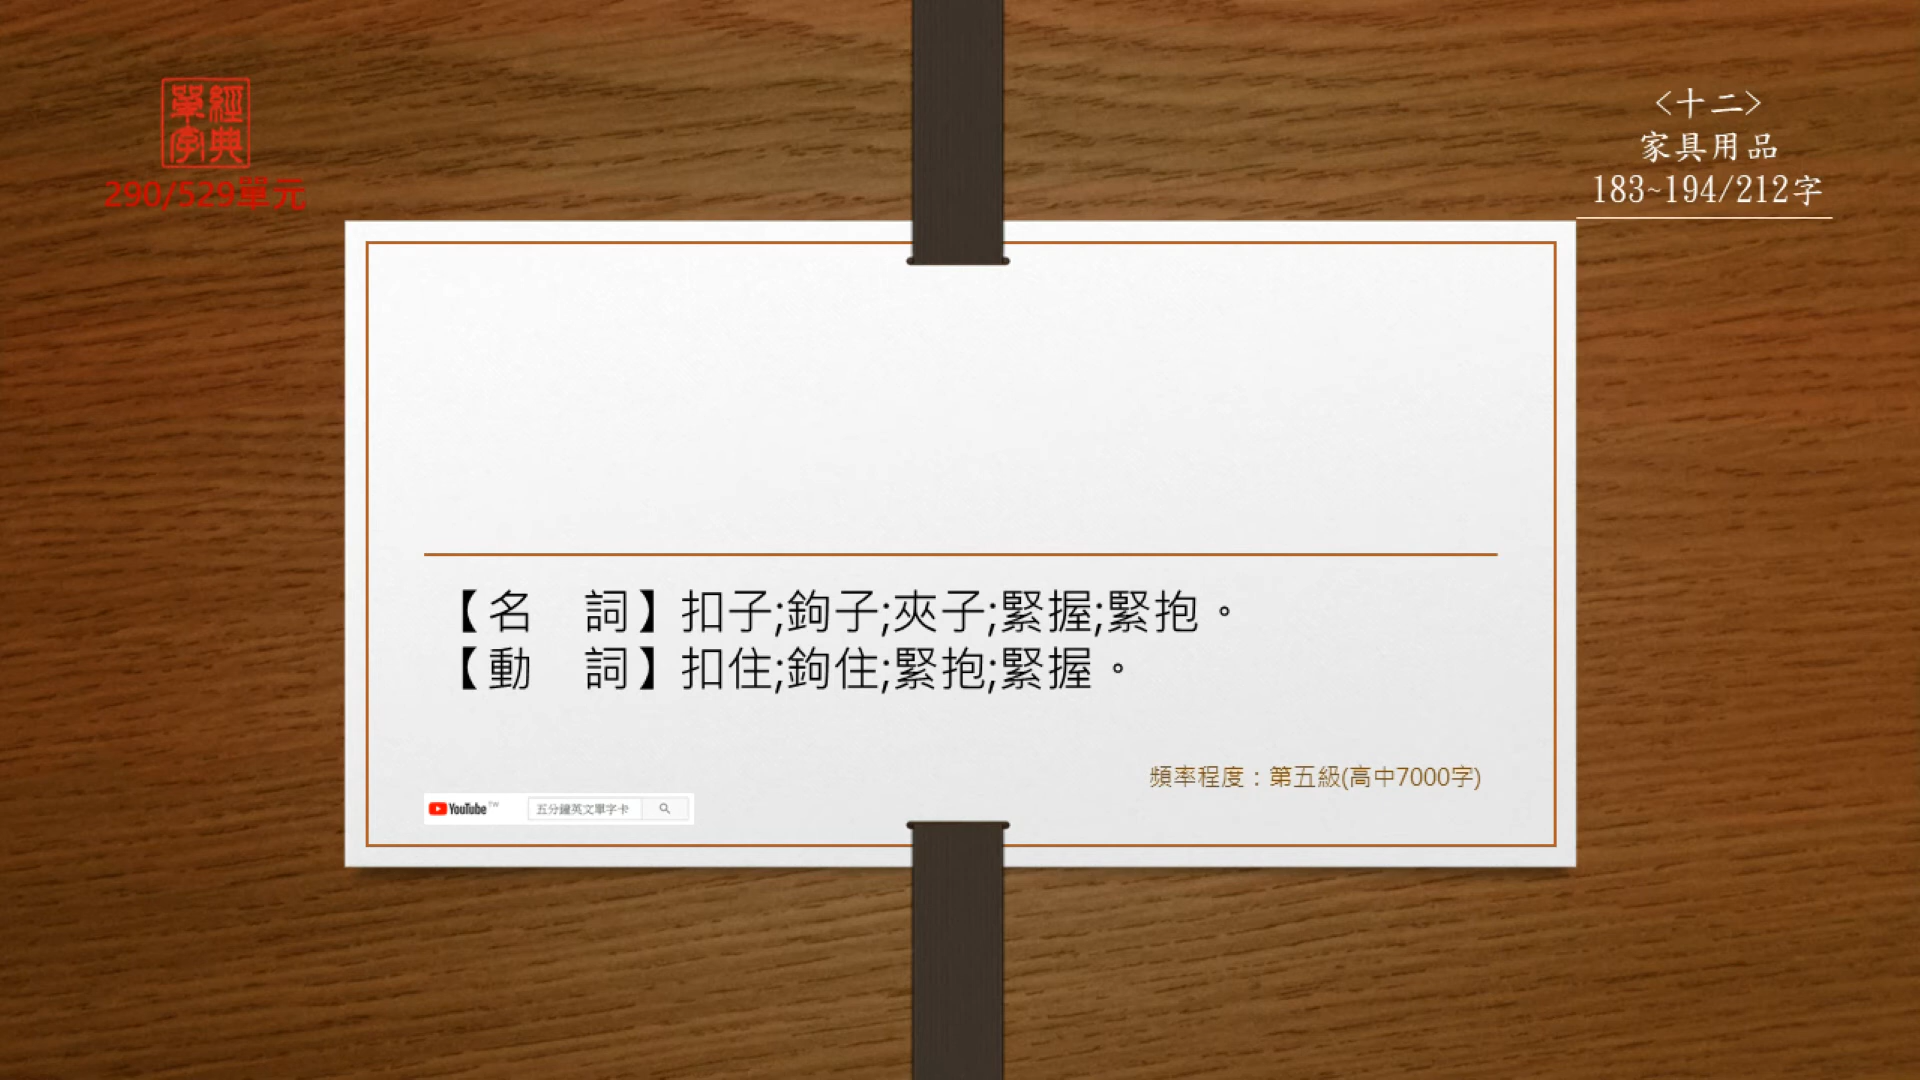 經典
單字
290/529單元
<十二>
家具用品
183~194/212字
【名　詞】扣子;鉤子;夾子;緊握;緊抱。
【動　詞】扣住;鉤住;緊抱;緊握。
頻率程度：第五級(高中7000字)
YouTube TW
五分鐘英文單字卡